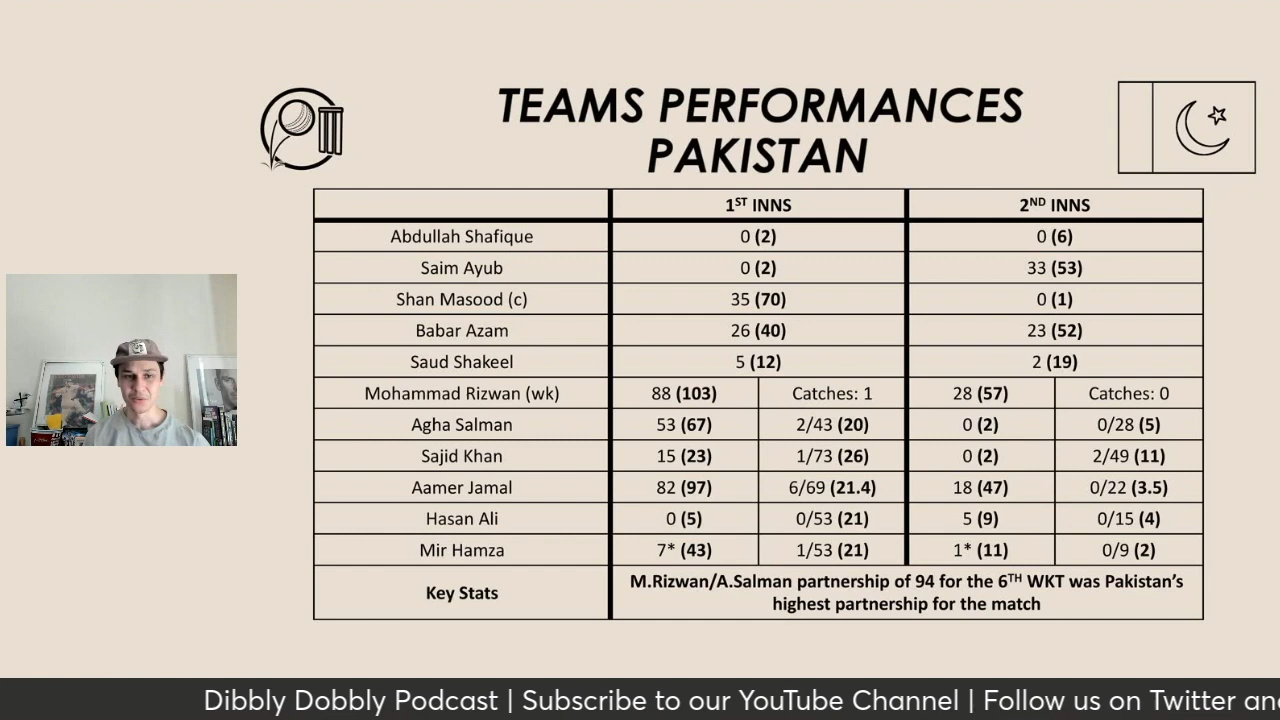 TEAMS PERFORMANCES
PAKISTAN
1ST INNS 2ND INNS
Abdullah Shafique 0 (2) 0 (6)
Saim Ayub 0 (2) 33 (53)
Shan Masood (c) 35 (70) 0 (1)
Babar Azam 26 (40) 23 (52)
Saud Shakeel 5 (12) 2 (19)
Mohammad Rizwan (wk) 88 (103) Catches: 1 28 (57) Catches: 0
Agha Salman 53 (67) 2/43 (20) 0 (2) 0/28 (5)
Sajid Khan 15 (23) 1/73 (26) 0 (2) 2/49 (11)
Aamer Jamal 82 (97) 6/69 (21.4) 18 (47) 0/22 (3.5)
Hasan Ali 0 (5) 0/53 (21) 5 (9) 0/15 (4)
Mir Hamza 7* (43) 1/53 (21) 1* (11) 0/9 (2)
Key Stats
M.Rizwan/A.Salman partnership of 94 for the 6TH WKT was Pakistan's
highest partnership for the match
Dibbly Dobbly Podcast | Subscribe to our YouTube Channel | Follow us on Twitter an